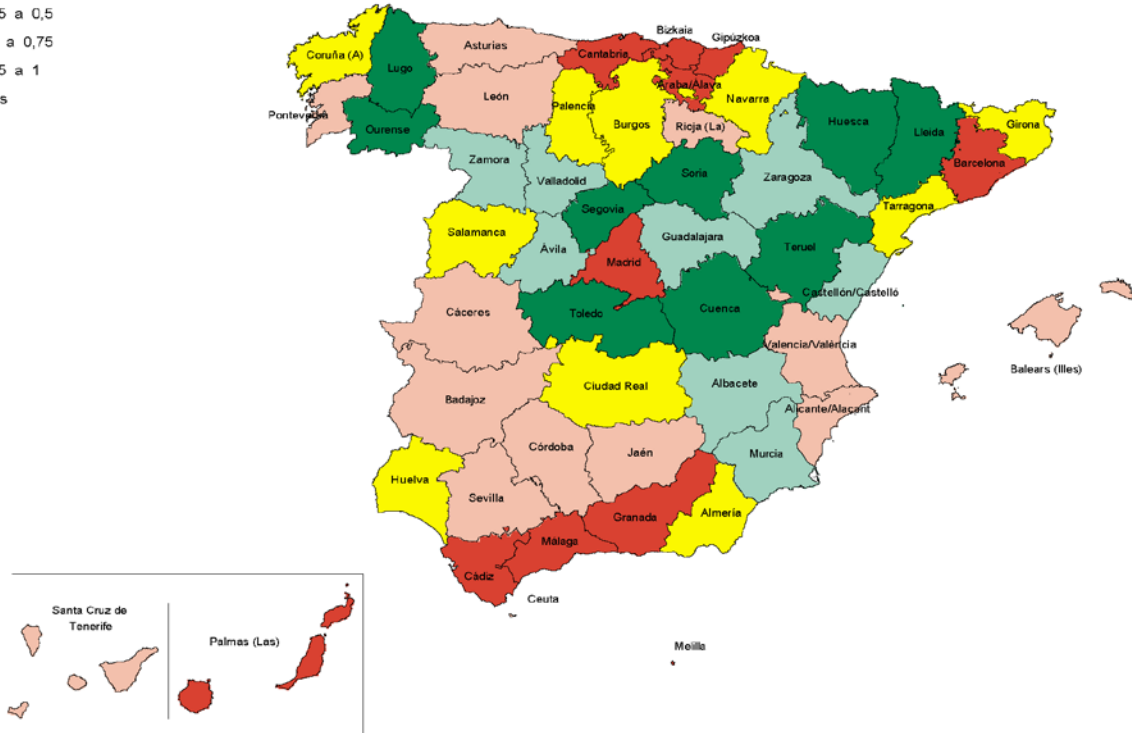 5 a 0,5
a 0,75
5 a 1
s
Bizkaia
Gipúzkoa
Coruña (A)
Lugo
Asturias
Cantabria
Araba/Álava
Pontevedra
Ourense
León
Palencia
Burgos
Rioja (La)
Navarra
Huesca
Lleida
Girona
Barcelona
Zamora
Valladolid
Soria
Zaragoza
Tarragona
Salamanca
Segovia
Ávila
Guadalajara
Madrid
Teruel
Castellón/Castelló
Cáceres
Toledo
Cuenca
Valencia/València
Balears (Illes)
Badajoz
Ciudad Real
Albacete
Alicante/Alacant
Córdoba
Jaén
Murcia
Huelva
Sevilla
Granada
Almería
Málaga
Cádiz
Ceuta
Melilla
Santa Cruz de
Tenerife
Palmas (Las)